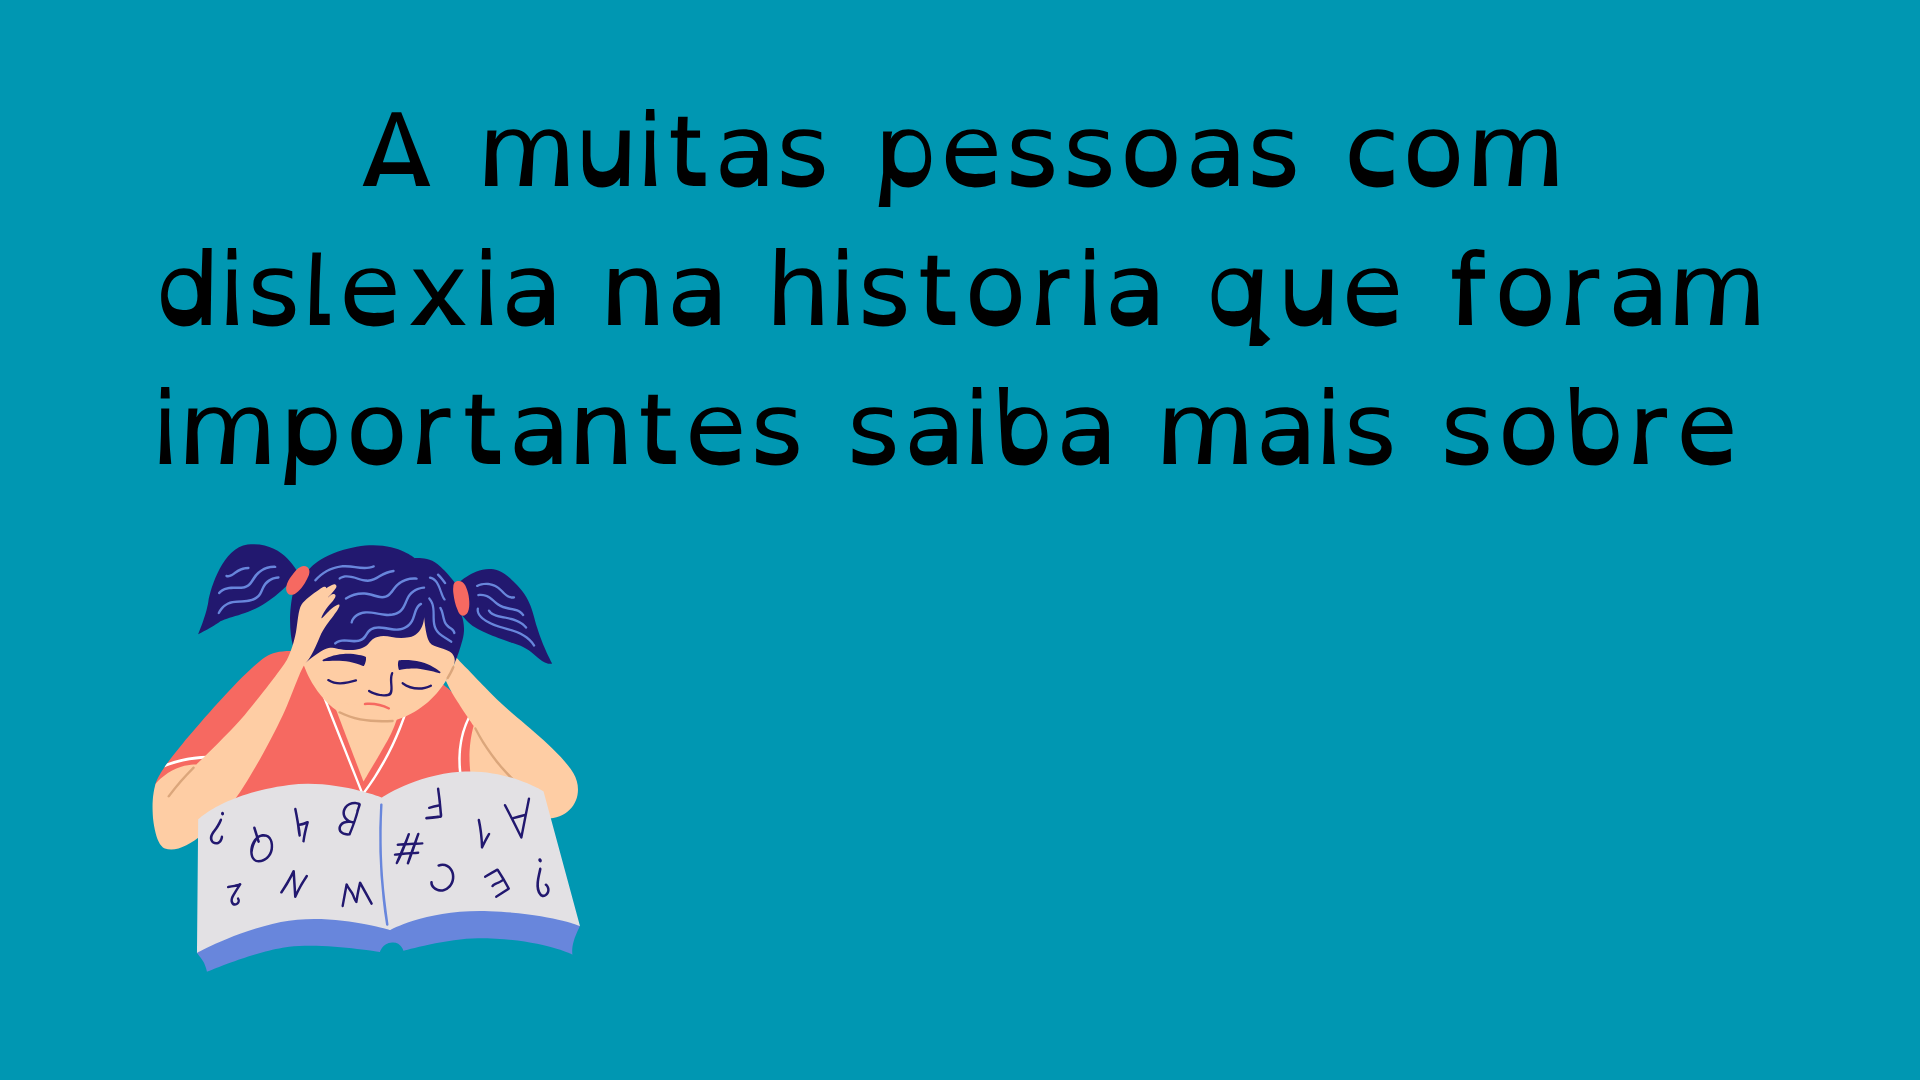 A muitas pessoas com
dislexia na historia que foram
importantes saiba mais sobre
? Q 4 B F # 1 A
2 N W C E ?